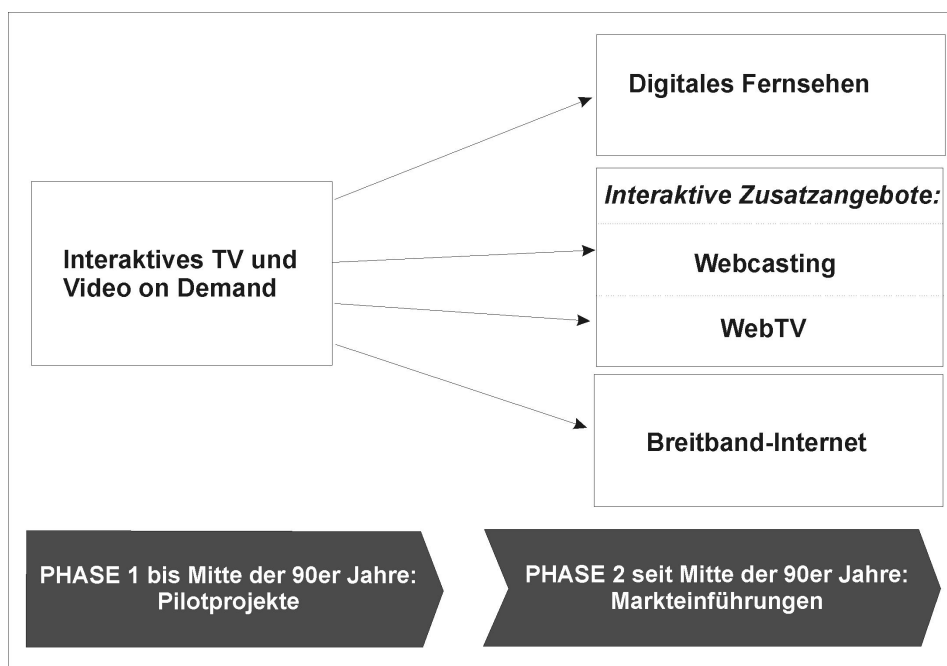 Digitales Fernsehen
Interaktives TV und
Video on Demand
Interaktive Zusatzangebote:
Webcasting
WebTV
Breitband-Internet
PHASE 1 bis Mitte der 90er Jahre:
Pilotprojekte
PHASE 2 seit Mitte der 90er Jahre:
Markteinführungen